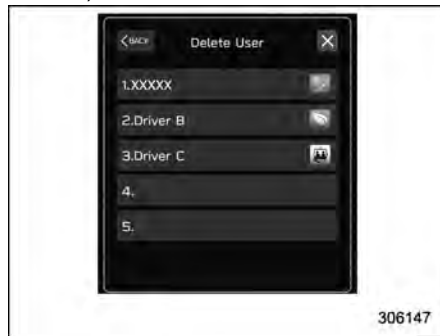 BACK Delete User
1.XXXXX
2.Driver B
3.Driver C
4.
5.
306147